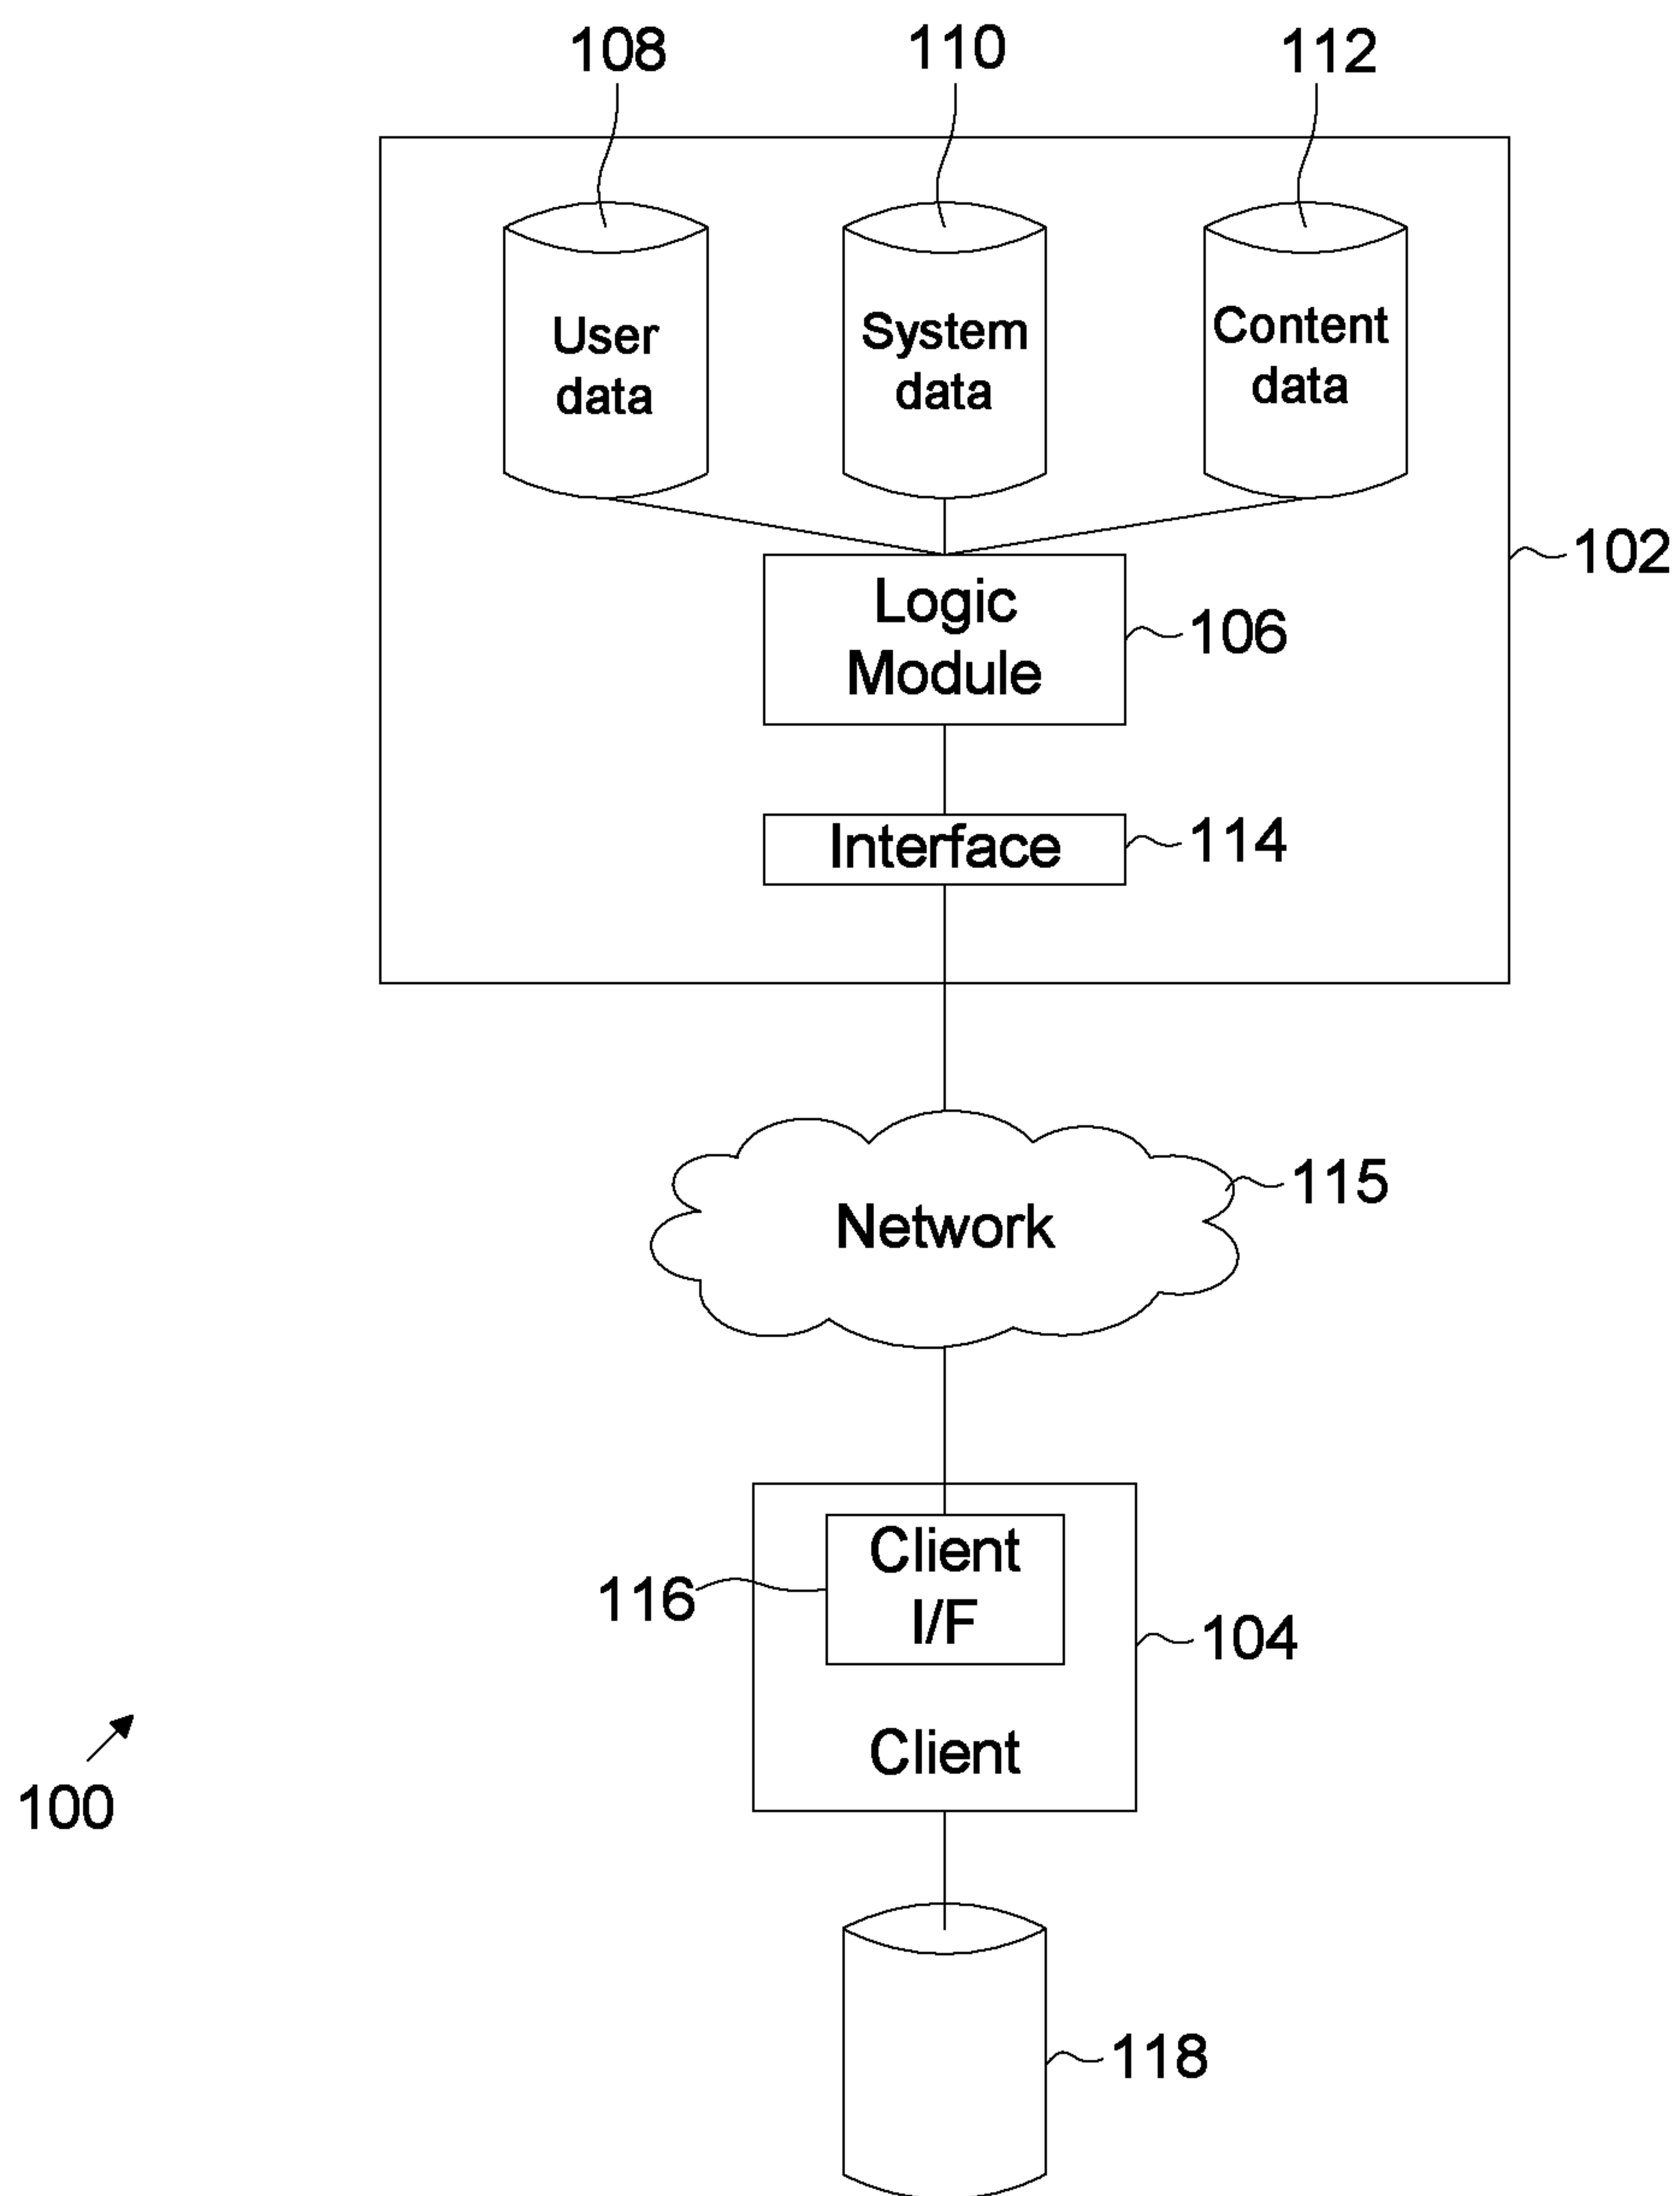 108
110
112
User
data
System
data
Content
data
102
Logic
Module
106
Interface
114
Network
115
Client
I/F
116
104
Client
100
118